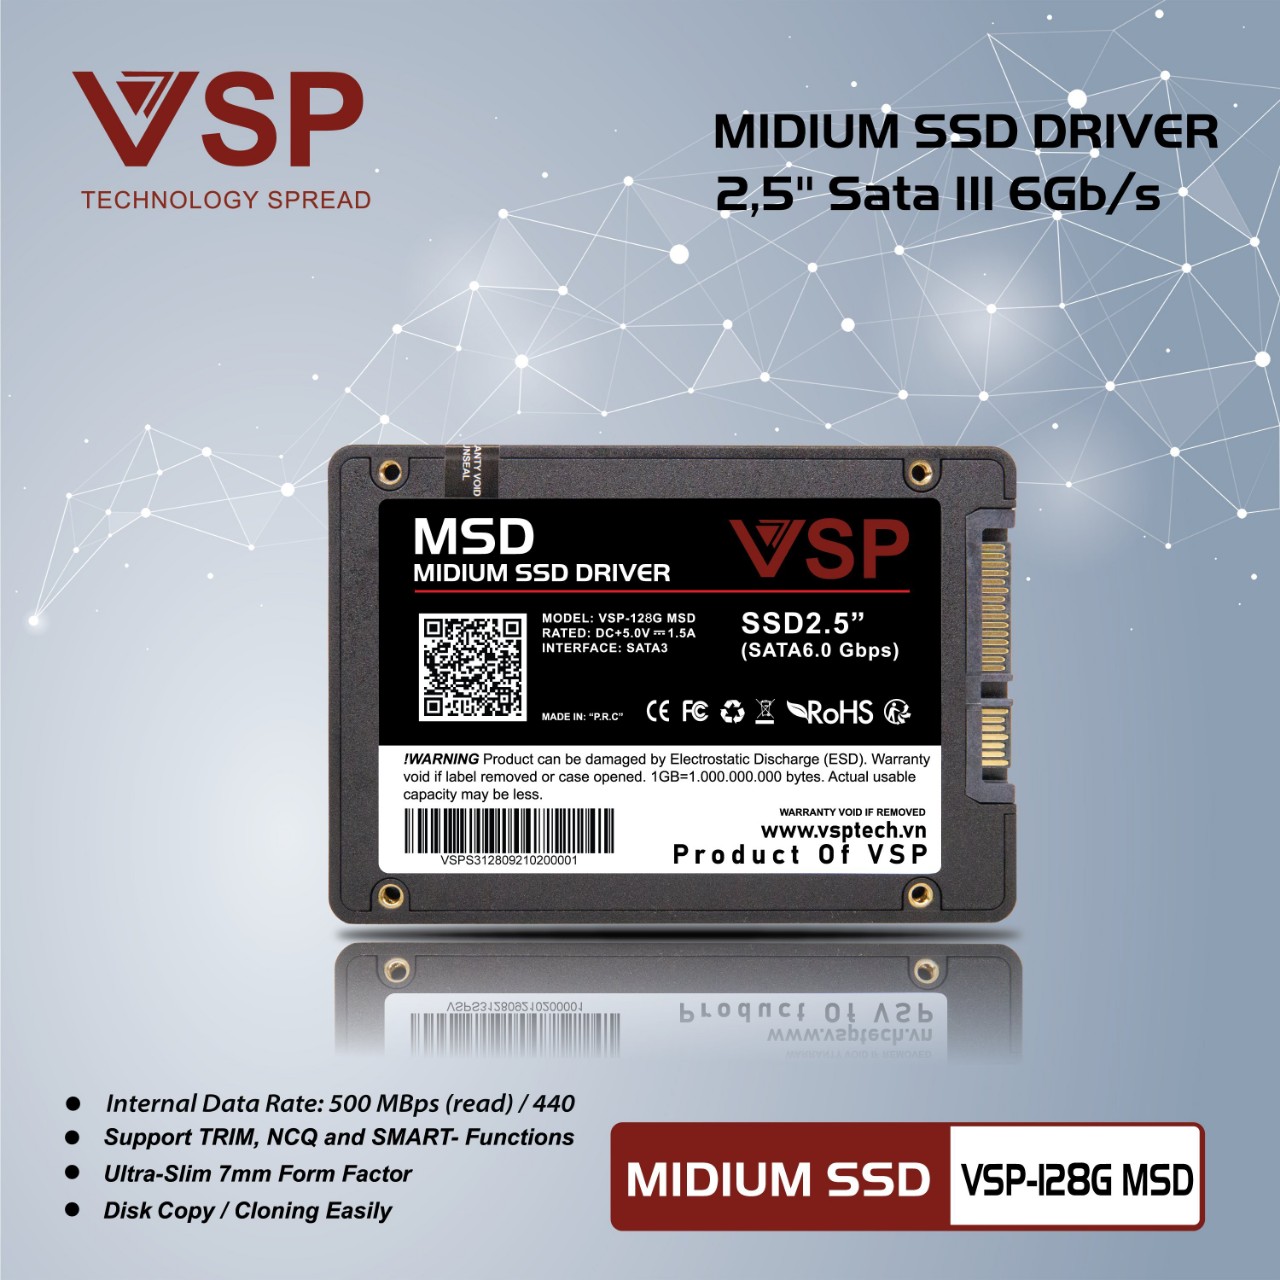 VSP
TECHNOLOGY SPREAD
MIDIUM SSD DRIVER
2,5" Sata III 6Gb/s
ANTY VOID
UNSEAL
MSD
MIDIUM SSD DRIVER
VSP
MODEL: VSP-128G MSD
RATED: DC+5.0V⎓1.5A
INTERFACE: SATA3
SSD2.5”
(SATA6.0 Gbps)
MADE IN: “P.R.C”
CE FC RoHS
!WARNING Product can be damaged by Electrostatic Discharge (ESD). Warranty
void if label removed or case opened. 1GB=1.000.000.000 bytes. Actual usable
capacity may be less.
VSPS312809210200001
WARRANTY VOID IF REMOVED
www.vsptech.vn
Product Of VSP
Internal Data Rate: 500 MBps (read) / 440
Support TRIM, NCQ and SMART- Functions
Ultra-Slim 7mm Form Factor
Disk Copy / Cloning Easily
MIDIUM SSD
VSP-128G MSD